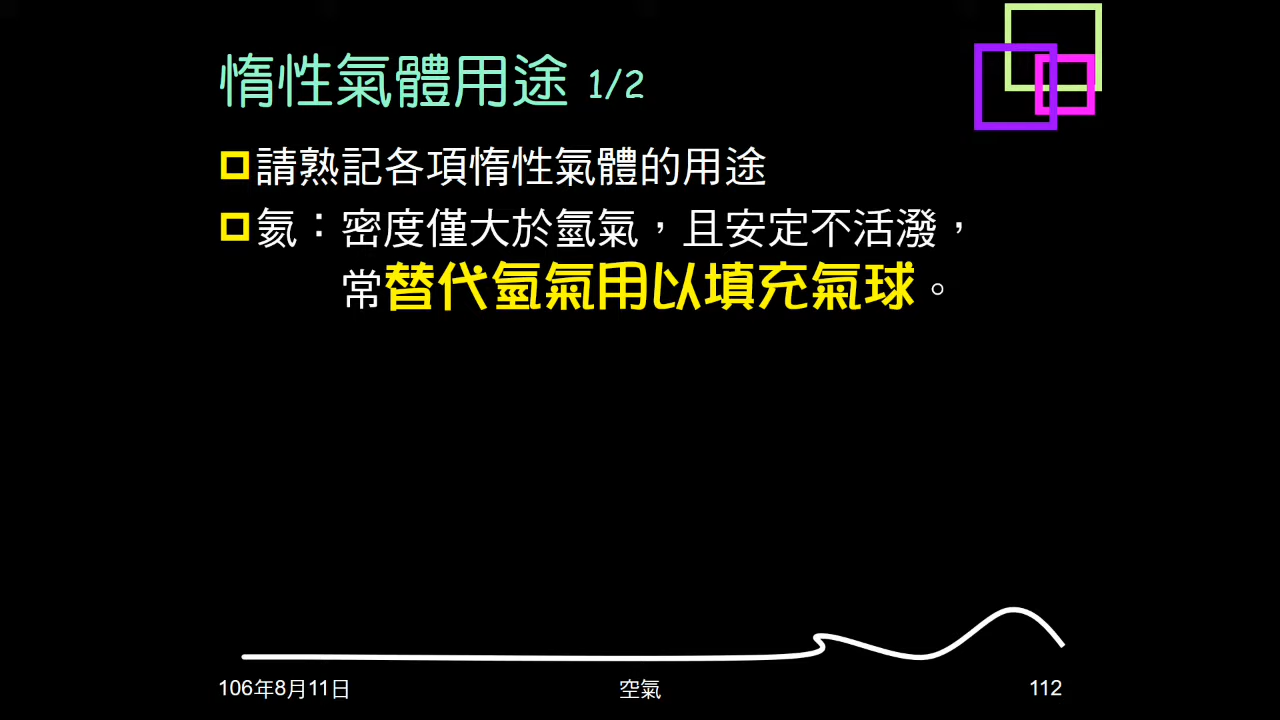 惰性氣體用途 1/2
請熟記各項惰性氣體的用途
氦：密度僅大於氫氣，且安定不活潑，
常替代氫氣用以填充氣球。
106年8月11日 空氣 112